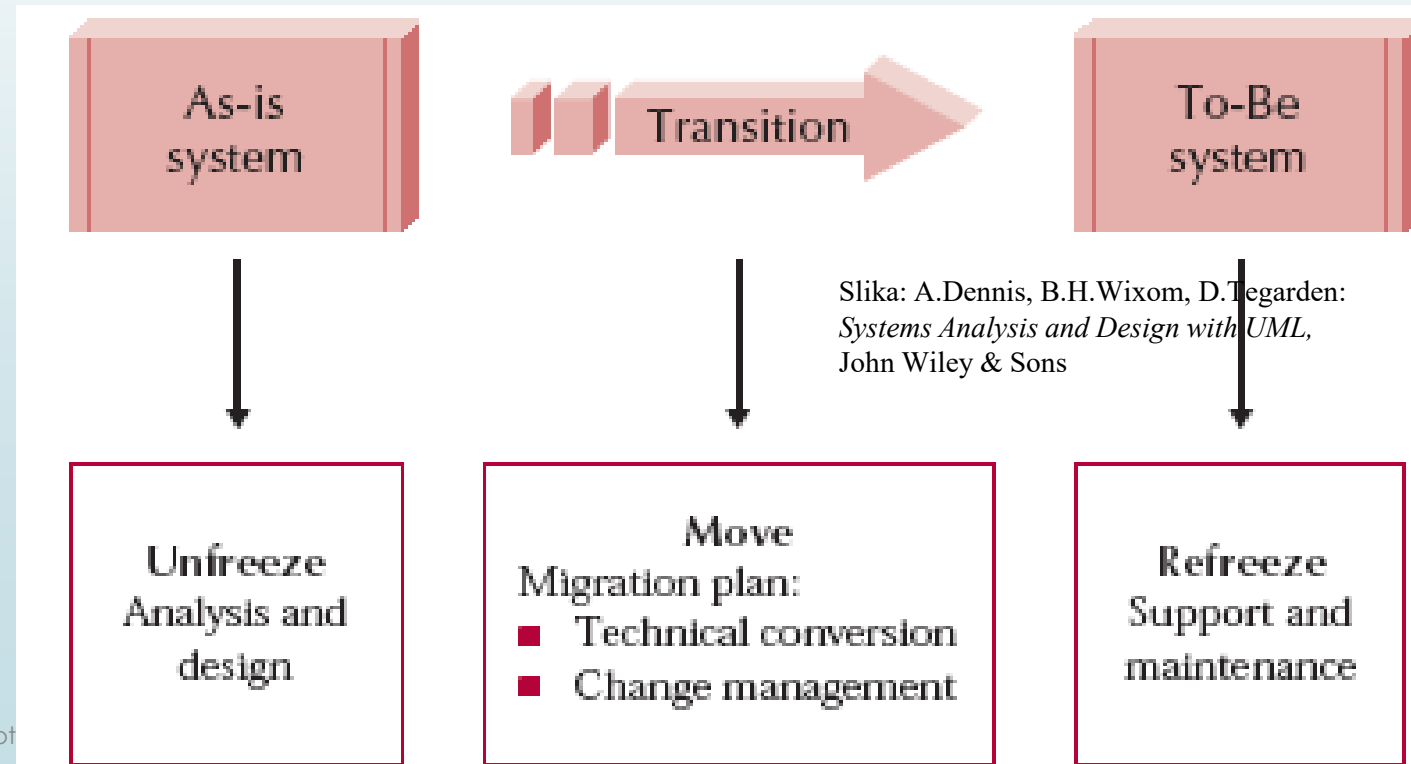 As-is
system
Transition
To-Be
system
Slika: A.Dennis, B.H.Wixom, D.Tegarden:
Systems Analysis and Design with UML,
John Wiley & Sons
Unfreeze
Analysis and
design
Move
Migration plan:
Technical conversion
Change management
Refreeze
Support and
maintenance